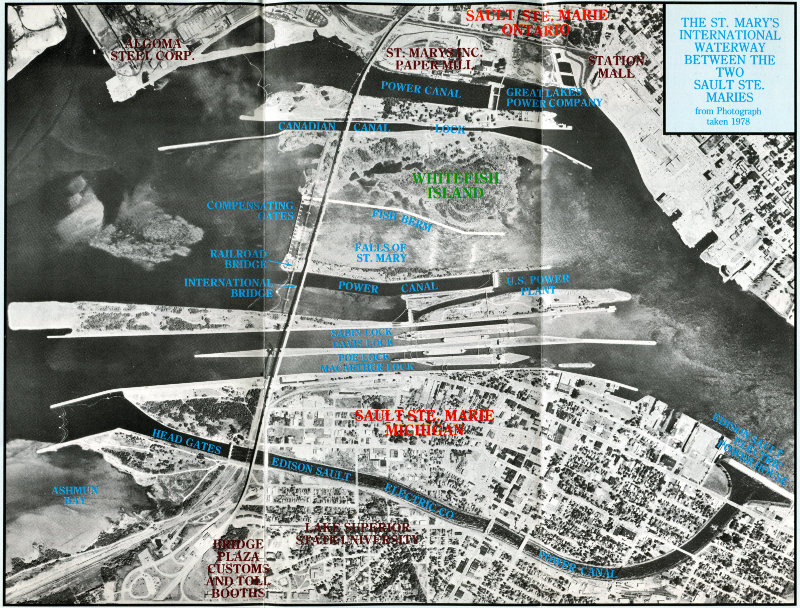 SAULT STE. MARIE
ONTARIO
THE ST. MARY'S
INTERNATIONAL
WATERWAY
BETWEEN THE
TWO
SAULT STE.
MARIES
from Photograph
taken 1978
ALGOMA
STEEL CORP.
ST. MARYS INC.
PAPER MILL
STATION
MALL
POWER CANAL
GREAT LAKES
POWER COMPANY
CANADIAN CANAL LOCK
WHITEFISH
ISLAND
COMPENSATING
GATES
FISH BERM
FALLS OF
ST. MARY
RAILROAD
BRIDGE
INTERNATIONAL
BRIDGE
POWER CANAL
U.S. POWER
PLANT
SABIN LOCK
DAVIS LOCK
POE LOCK
MACARTHUR LOCK
SAULT STE. MARIE
MICHIGAN
EDISON SAULT
ELECTRIC
POWER HOUSE
HEAD GATES
EDISON SAULT ELECTRIC CO. POWER CANAL
ASHMUN
BAY
LAKE SUPERIOR
STATE UNIVERSITY
BRIDGE
PLAZA
CUSTOMS
AND TOLL
BOOTHS